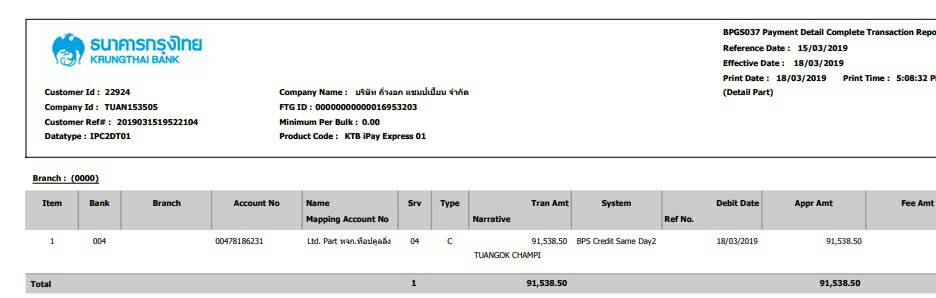 ธนาคารกรุงไทย
KRUNGTHAI BANK
BPGS037 Payment Detail Complete Transaction Repo
Reference Date : 15/03/2019
Effective Date : 18/03/2019
Print Date : 18/03/2019 Print Time : 5:08:32 P
(Detail Part)
Customer Id : 22924
Company Name : บริษัท ถั่วงอก แชมป์เปี้ยน จำกัด
Company Id : TUAN153505
FTG ID : 00000000000016953203
Customer Ref# : 2019031519522104
Minimum Per Bulk : 0.00
Datatype : IPC2DT01
Product Code : KTB iPay Express 01
Branch : (0000)
Item Bank Branch Account No Name Srv Type Tran Amt System Debit Date Appr Amt Fee Amt
Mapping Account No Narrative Ref No.
1 004 00478186231 Ltd. Part หจก.ท็อปคูลลิ่ง 04 C 91,538.50 BPS Credit Same Day2 18/03/2019 91,538.50
TUANGOK CHAMPI
Total 1 91,538.50 91,538.50